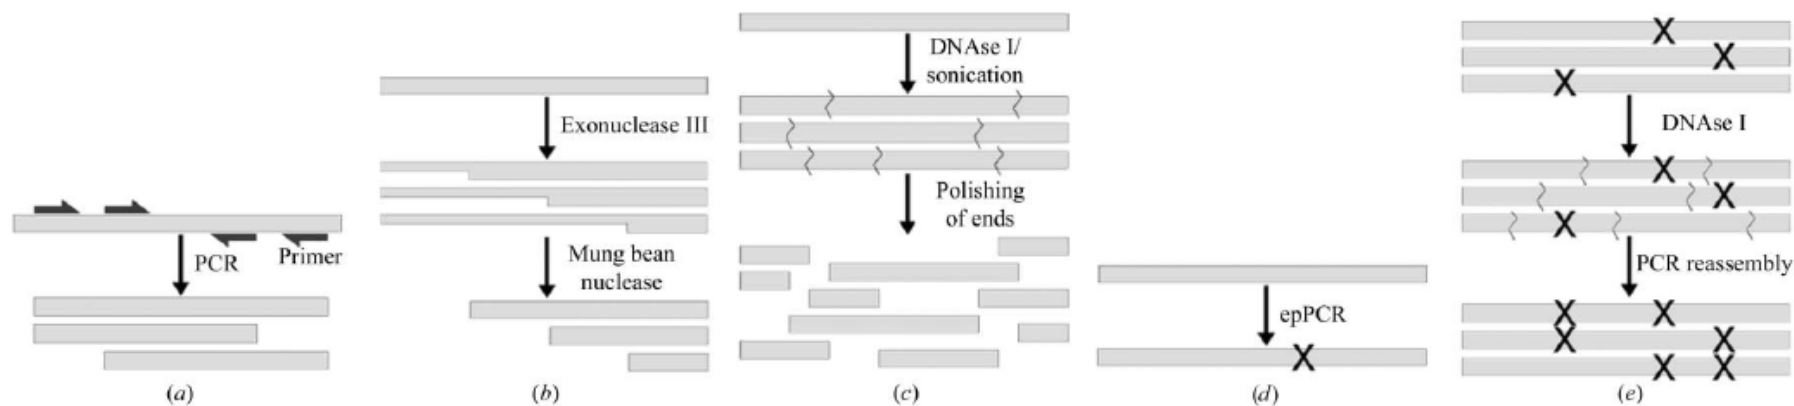 PCR
Primer
(a)
Exonuclease III
Mung bean
nuclease
(b)
DNAse I/
sonication
Polishing
of ends
(c)
epPCR
X
(d)
X
X
X
DNAse I
X
X
X
PCR reassembly
X X
X X
X X
(e)